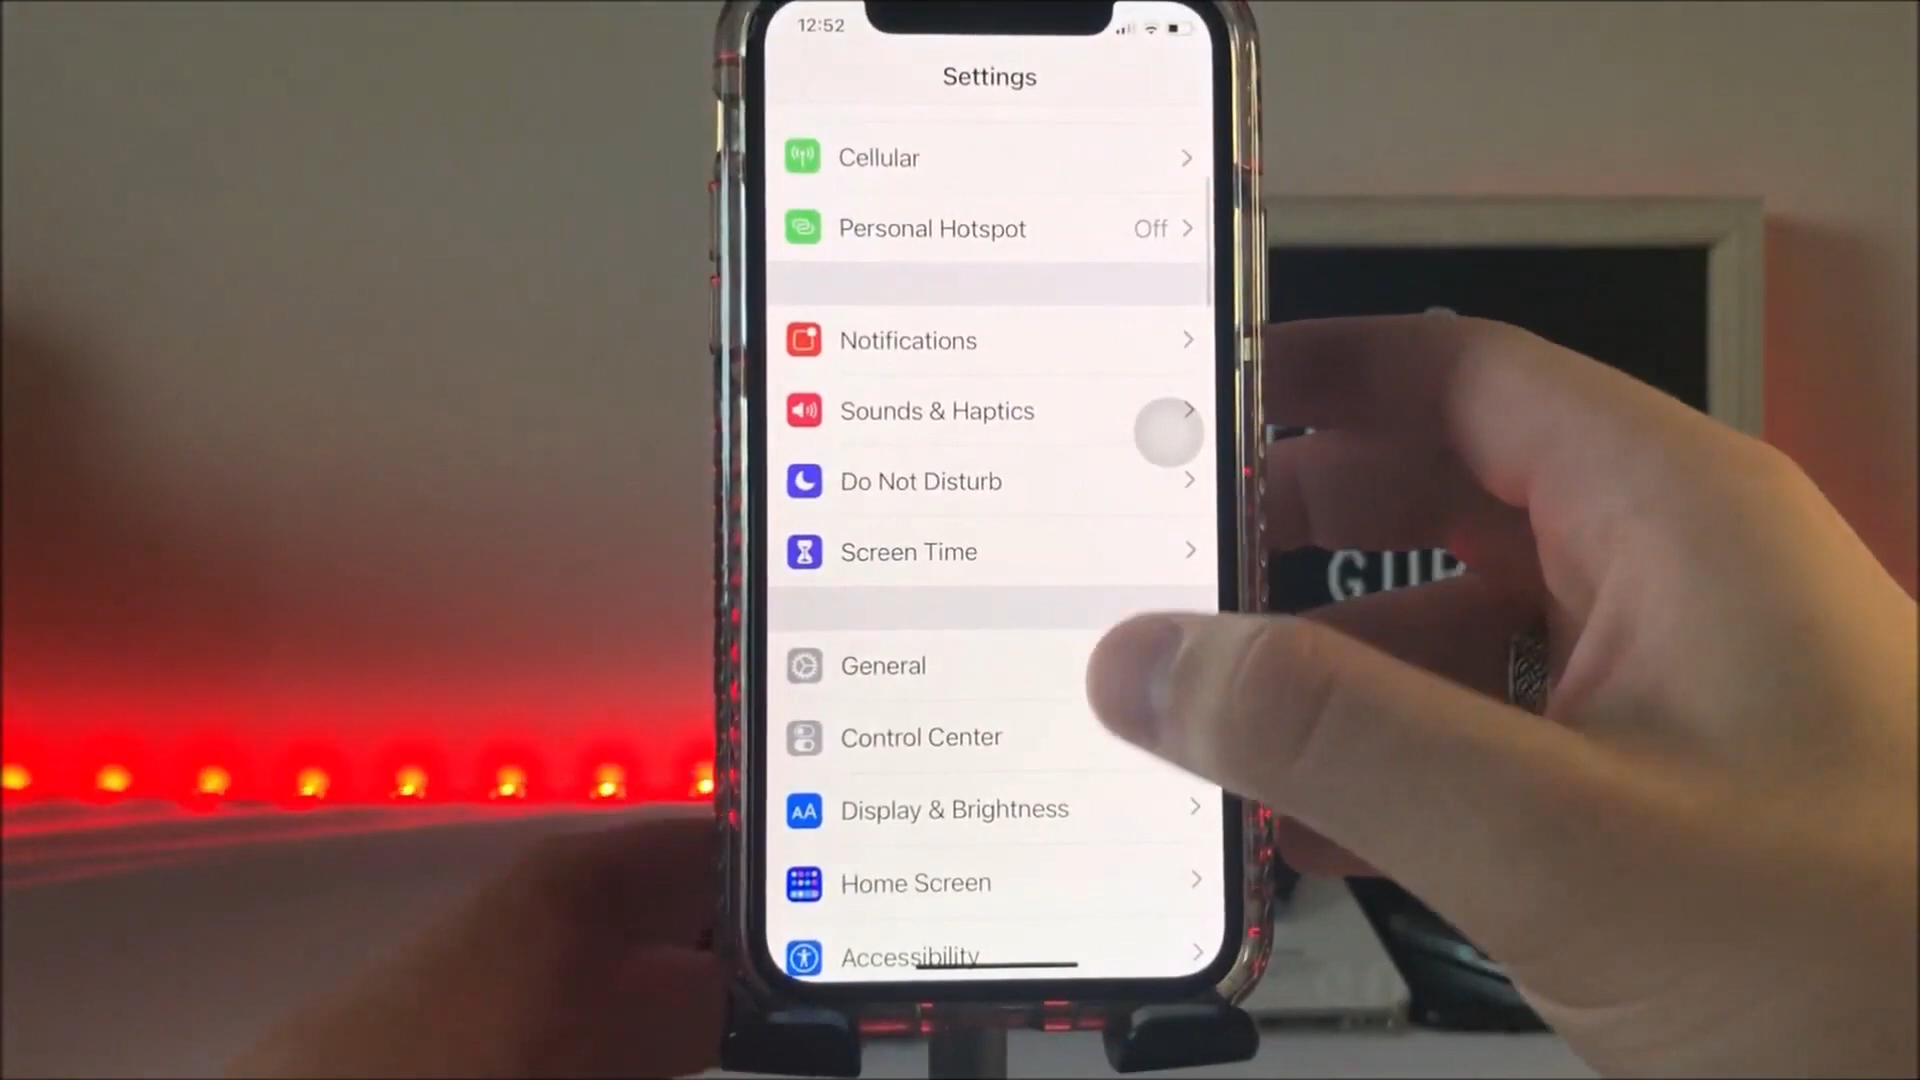 12:52
Settings
Cellular
Personal Hotspot Off
Notifications
Sounds & Haptics
Do Not Disturb
Screen Time
General
Control Center
AA Display & Brightness
Home Screen
Accessibility